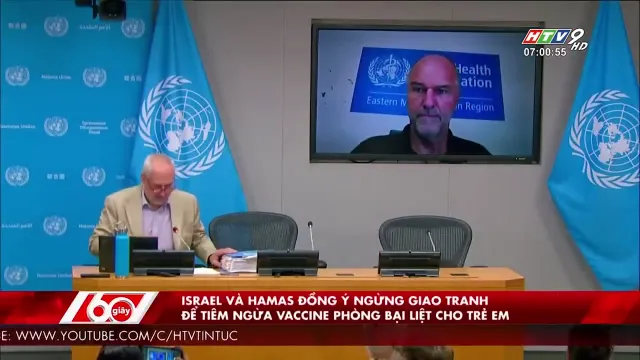 HTV9 HD
07:00:55
Health
Eastern M
n Region
60 giây
ISRAEL VÀ HAMAS ĐỒNG Ý NGỪNG GIAO TRANH
ĐỂ TIÊM NGỪA VACCINE PHÒNG BẠI LIỆT CHO TRẺ EM
E: WWW.YOUTUBE.COM/C/HTVTINTUC